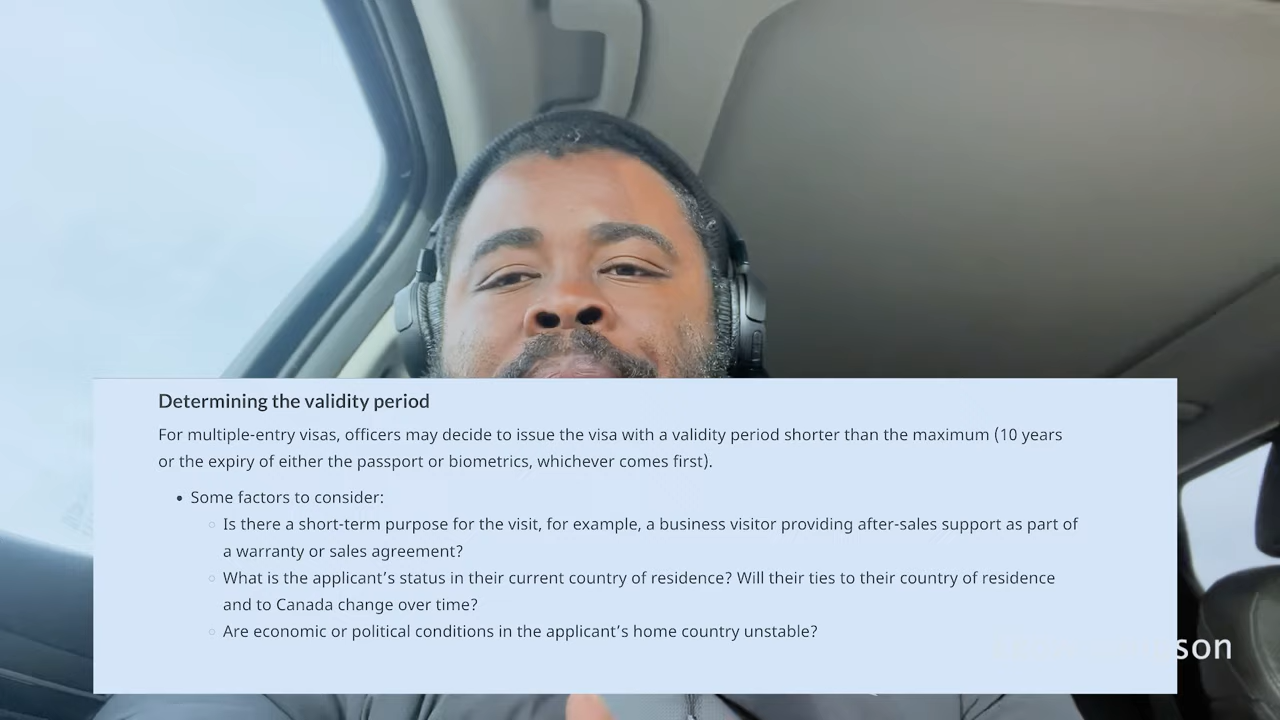 Determining the validity period
For multiple-entry visas, officers may decide to issue the visa with a validity period shorter than the maximum (10 years
or the expiry of either the passport or biometrics, whichever comes first).
• Some factors to consider:
○ Is there a short-term purpose for the visit, for example, a business visitor providing after-sales support as part of
a warranty or sales agreement?
○ What is the applicant’s status in their current country of residence? Will their ties to their country of residence
and to Canada change over time?
○ Are economic or political conditions in the applicant’s home country unstable?
son